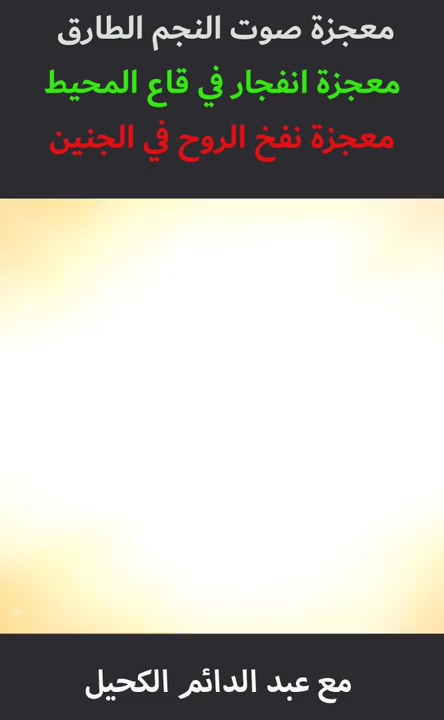 معجزة صوت النجم الطارق
معجزة انفجار في قاع المحيط
معجزة نفخ الروح في الجنين
مع عبد الدائم الكحيل